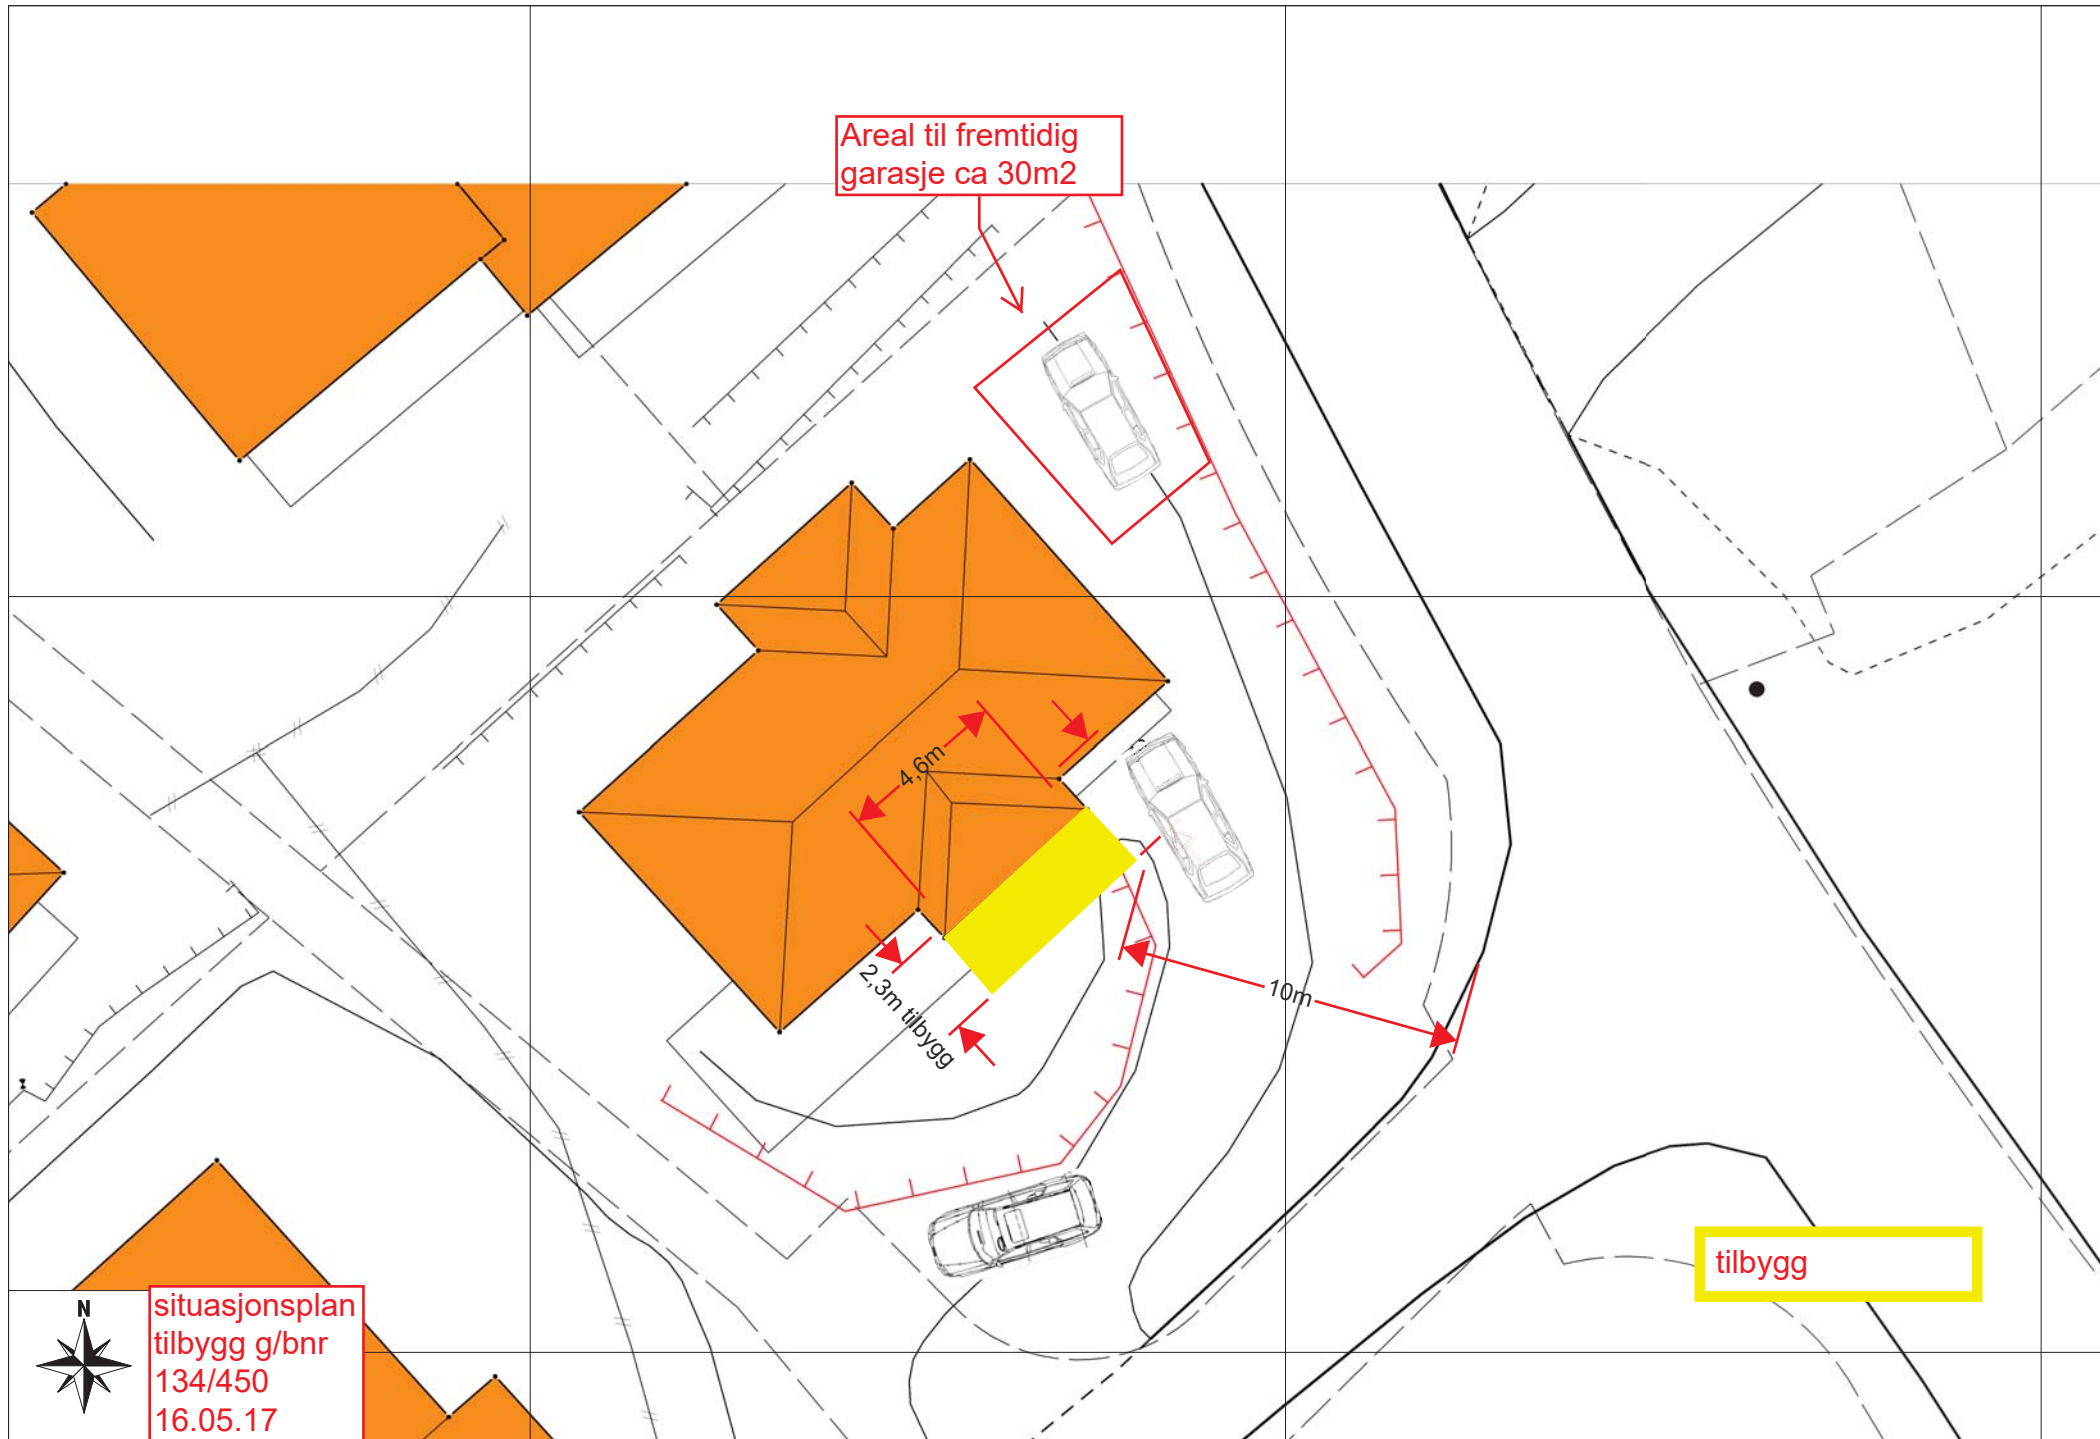 Areal til fremtidig
garasje ca 30m2
4,6m
2,3m tilbygg
10m
tilbygg
N
situasjonsplan
tilbygg g/bnr
134/450
16.05.17